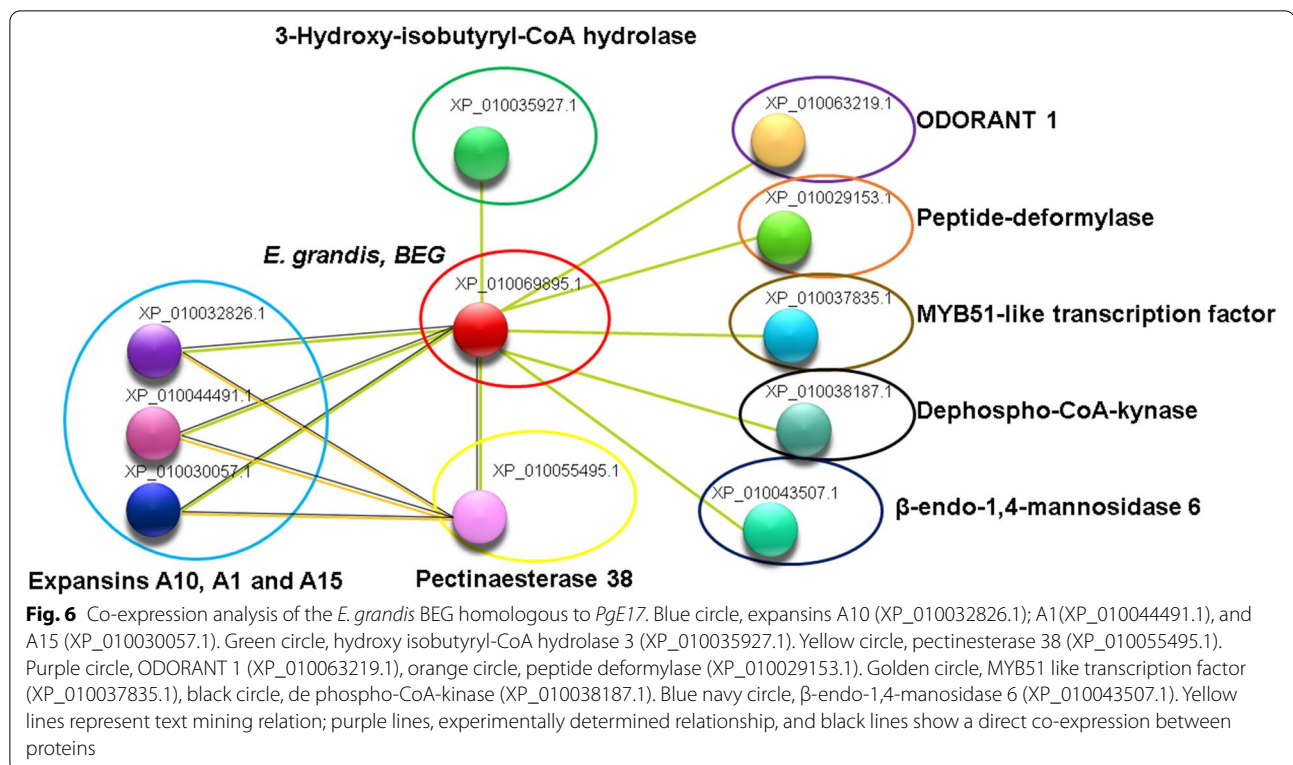 3-Hydroxy-isobutyryl-CoA hydrolase
XP_010035927.1
XP_010063219.1
ODORANT 1
XP_010029153.1
Peptide-deformylase
E. grandis, BEG
XP_010069895.1
XP_010037835.1
MYB51-like transcription factor
XP_010032826.1
XP_010044491.1
XP_010038187.1
Dephospho-CoA-kynase
XP_010030057.1
XP_010055495.1
XP_010043507.1
β-endo-1,4-mannosidase 6
Expansins A10, A1 and A15
Pectinaesterase 38
Fig. 6 Co-expression analysis of the E. grandis BEG homologous to PgE17. Blue circle, expansins A10 (XP_010032826.1); A1(XP_010044491.1), and
A15 (XP_010030057.1). Green circle, hydroxy isobutyryl-CoA hydrolase 3 (XP_010035927.1). Yellow circle, pectinesterase 38 (XP_010055495.1).
Purple circle, ODORANT 1 (XP_010063219.1), orange circle, peptide deformylase (XP_010029153.1). Golden circle, MYB51 like transcription factor
(XP_010037835.1), black circle, de phospho-CoA-kinase (XP_010038187.1). Blue navy circle, β-endo-1,4-manosidase 6 (XP_010043507.1). Yellow
lines represent text mining relation; purple lines, experimentally determined relationship, and black lines show a direct co-expression between
proteins